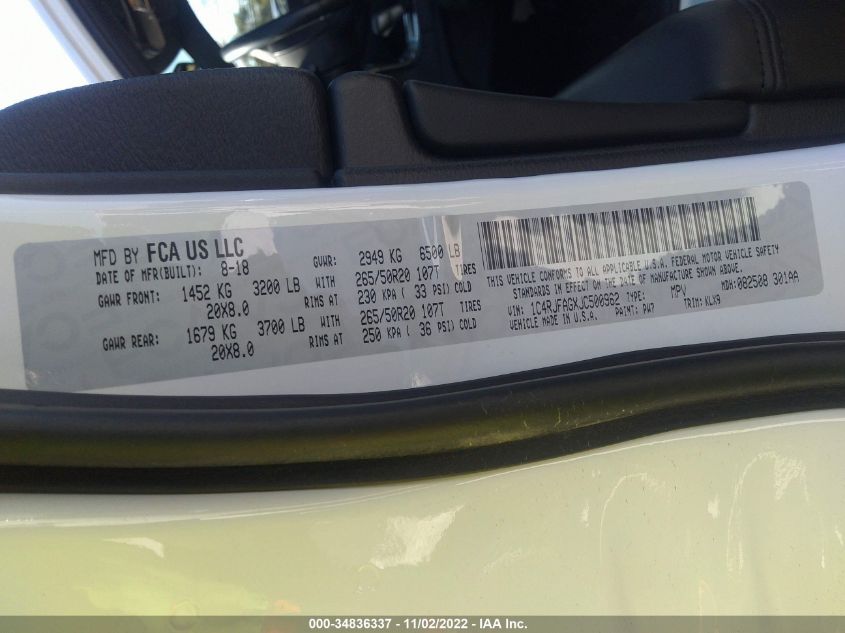 MFD BY FCA US LLC
DATE OF MFR(BUILT): 8-18 GVWR: 2949 KG 6500 LB
GAWR FRONT: 1452 KG 3200 LB WITH 265/50R20 107T TIRES
20X8.0 RIMS AT 230 KPA ( 33 PSI) COLD
GAWR REAR: 1679 KG 3700 LB WITH 265/50R20 107T TIRES
20X8.0 RIMS AT 250 KPA ( 36 PSI) COLD
THIS VEHICLE CONFORMS TO ALL APPLICABLE U.S.A. FEDERAL MOTOR VEHICLE SAFETY
STANDARDS IN EFFECT ON THE DATE OF MANUFACTURE SHOWN ABOVE.
MDH: 082508 301AA
VIN: 1C4RJFAGXJC500962 TYPE: MPV
VEHICLE MADE IN U.S.A. PAINT: PW7 TRIM: KLX9
000-34836337 - 11/02/2022 - IAA Inc.